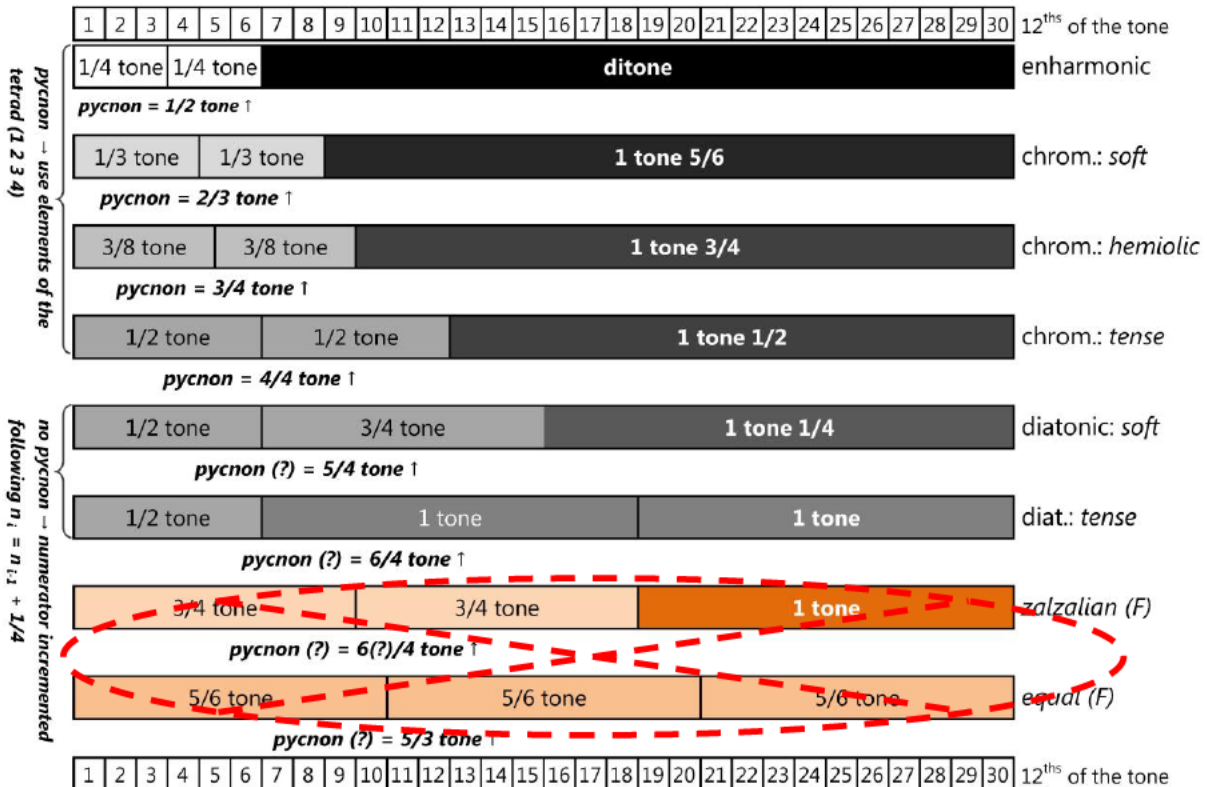 1 2 3 4 5 6 7 8 9 10 11 12 13 14 15 16 17 18 19 20 21 22 23 24 25 26 27 28 29 30 12ths of the tone
1/4 tone 1/4 tone ditone enharmonic
pycnon = 1/2 tone ↑
1/3 tone 1/3 tone 1 tone 5/6 chrom.: soft
pycnon = 2/3 tone ↑
3/8 tone 3/8 tone 1 tone 3/4 chrom.: hemiolic
pycnon = 3/4 tone ↑
1/2 tone 1/2 tone 1 tone 1/2 chrom.: tense
pycnon = 4/4 tone ↑
pycnon → use elements of the
tetrad (1 2 3 4)
1/2 tone 3/4 tone 1 tone 1/4 diatonic: soft
pycnon (?) = 5/4 tone ↑
1/2 tone 1 tone 1 tone diat.: tense
pycnon (?) = 6/4 tone ↑
3/4 tone 3/4 tone 1 tone zalzalian (F)
pycnon (?) = 6(?)/4 tone ↑
5/6 tone 5/6 tone 5/6 tone equal (F)
pycnon (?) = 5/3 tone ↑
no pycnon → numerator incremented
following n i = n i-1 + 1/4
1 2 3 4 5 6 7 8 9 10 11 12 13 14 15 16 17 18 19 20 21 22 23 24 25 26 27 28 29 30 12ths of the tone